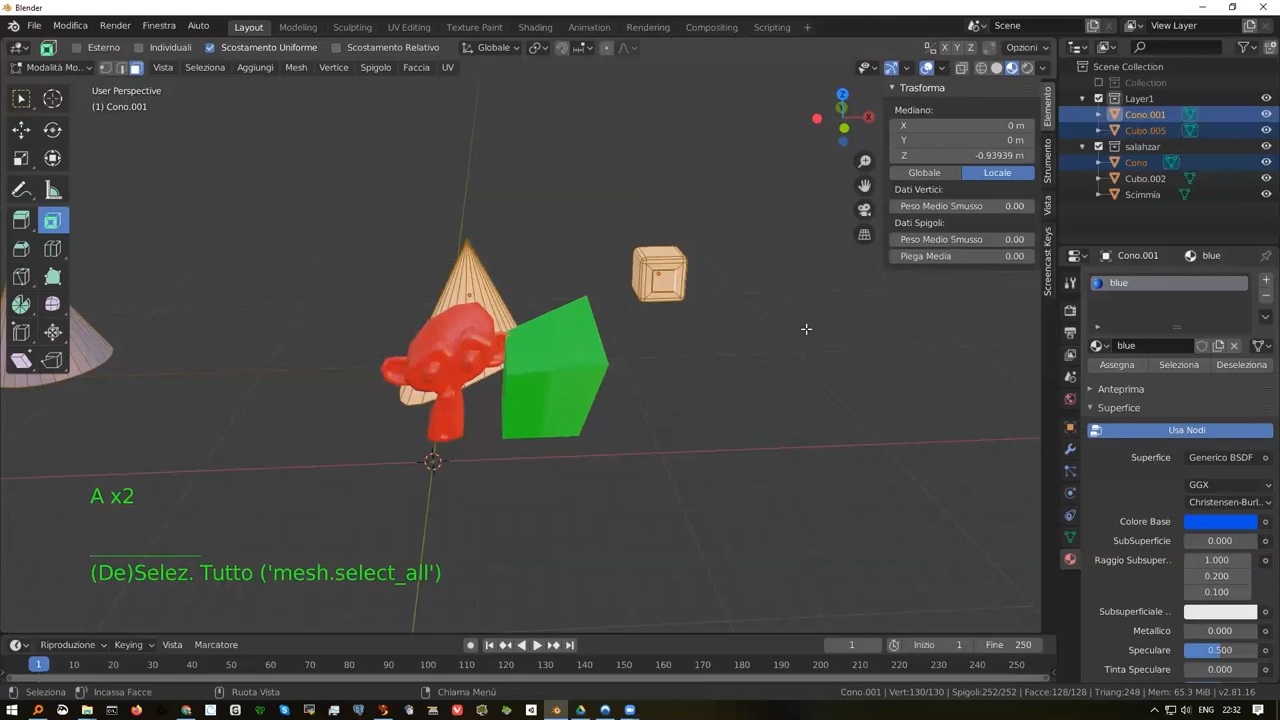 Blender
File Modifica Render Finestra Aiuto Layout Modeling Sculpting UV Editing Texture Paint Shading Animation Rendering Compositing Scripting + Scene View Layer
Esterno Individuali Scostamento Uniforme Scostamento Relativo Globale X Y Z Opzioni
Modalità Mo... Vista Seleziona Aggiungi Mesh Vertice Spigolo Faccia UV
User Perspective
(1) Cono.001
Z
X
Trasforma
Mediano:
X 0 m
Y 0 m
Z -0.93939 m
Globale Locale
Dati Vertici:
Peso Medio Smusso 0.00
Dati Spigoli:
Peso Medio Smusso 0.00
Piega Media 0.00
Elemento
Strumento
Vista
Screencast Keys
Scene Collection
Collection
Layer1
Cono.001
Cubo.005
salahzar
Cono
Cubo.002
Scimmia
Cono.001 blue
blue
blue
Assegna Seleziona Deseleziona
Anteprima
Superfice
Usa Nodi
Superfice Generico BSDF
GGX
Christensen-Burl..
Colore Base
SubSuperficie 0.000
Raggio Subsuper.. 1.000
0.200
0.100
Subsuperficiale ..
Metallico 0.000
Speculare 0.500
Tinta Speculare 0.000
A x2
(De)Selez. Tutto ('mesh.select_all')
Riproduzione Keying Vista Marcatore 1 Inizio 1 Fine 250
1 10 20 30 40 50 60 70 80 90 100 110 120 130 140 150 160 170 180 190 200 210 220 230 240 250
Seleziona Incassa Facce Ruota Vista Chiama Menù Cono.001 | Vert:130/130 | Spigoli:252/252 | Facce:128/128 | Triang:248 | Mem: 65.3 MiB | v2.81.16
ENG 22:32